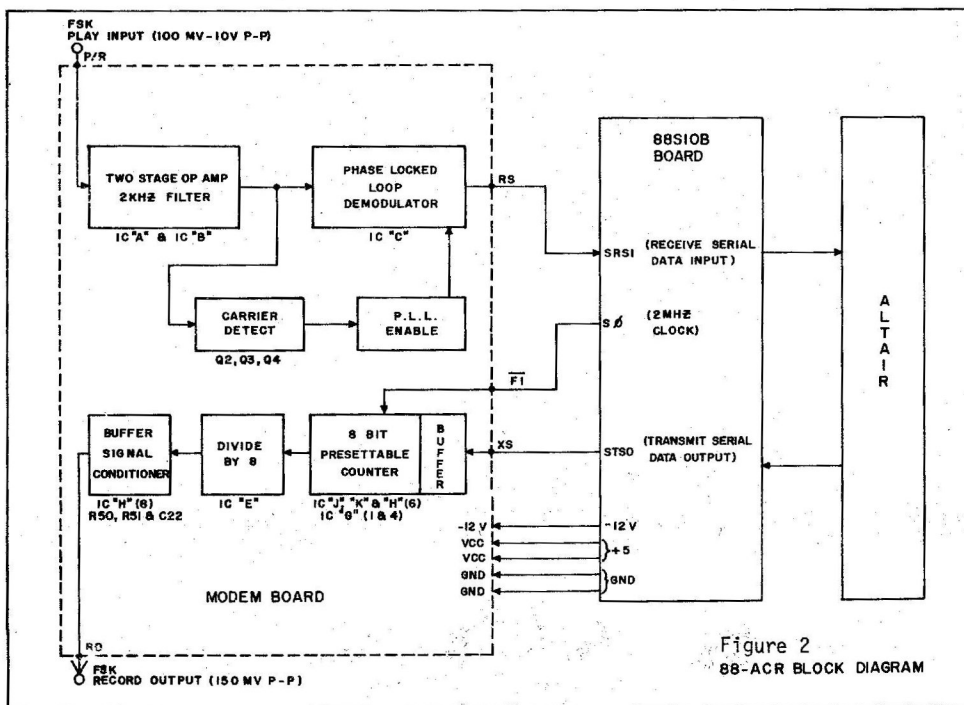 FSK
PLAY INPUT (100 MV-10V P-P)
P/R
TWO STAGE OP AMP
2KHZ FILTER
IC "A" & IC "B"
PHASE LOCKED
LOOP
DEMODULATOR
IC "C"
RS
CARRIER
DETECT
Q2, Q3, Q4
P.L.L.
ENABLE
F1
BUFFER
SIGNAL
CONDITIONER
IC "H" (8)
R50, R51 & C22
DIVIDE
BY 8
IC "E"
8 BIT
PRESETTABLE
COUNTER
BUFFER
IC "J", "K" & "H" (6)
IC "G" (1 & 4)
XS
-12 V
VCC
VCC
GND
GND
MODEM BOARD
RO
FSK
RECORD OUTPUT (150 MV P-P)
88SIOB
BOARD
SRSI (RECEIVE SERIAL
DATA INPUT)
SØ (2MHZ
CLOCK)
STSO (TRANSMIT SERIAL
DATA OUTPUT)
-12 V
+5
GND
ALTAIR
Figure 2
88-ACR BLOCK DIAGRAM